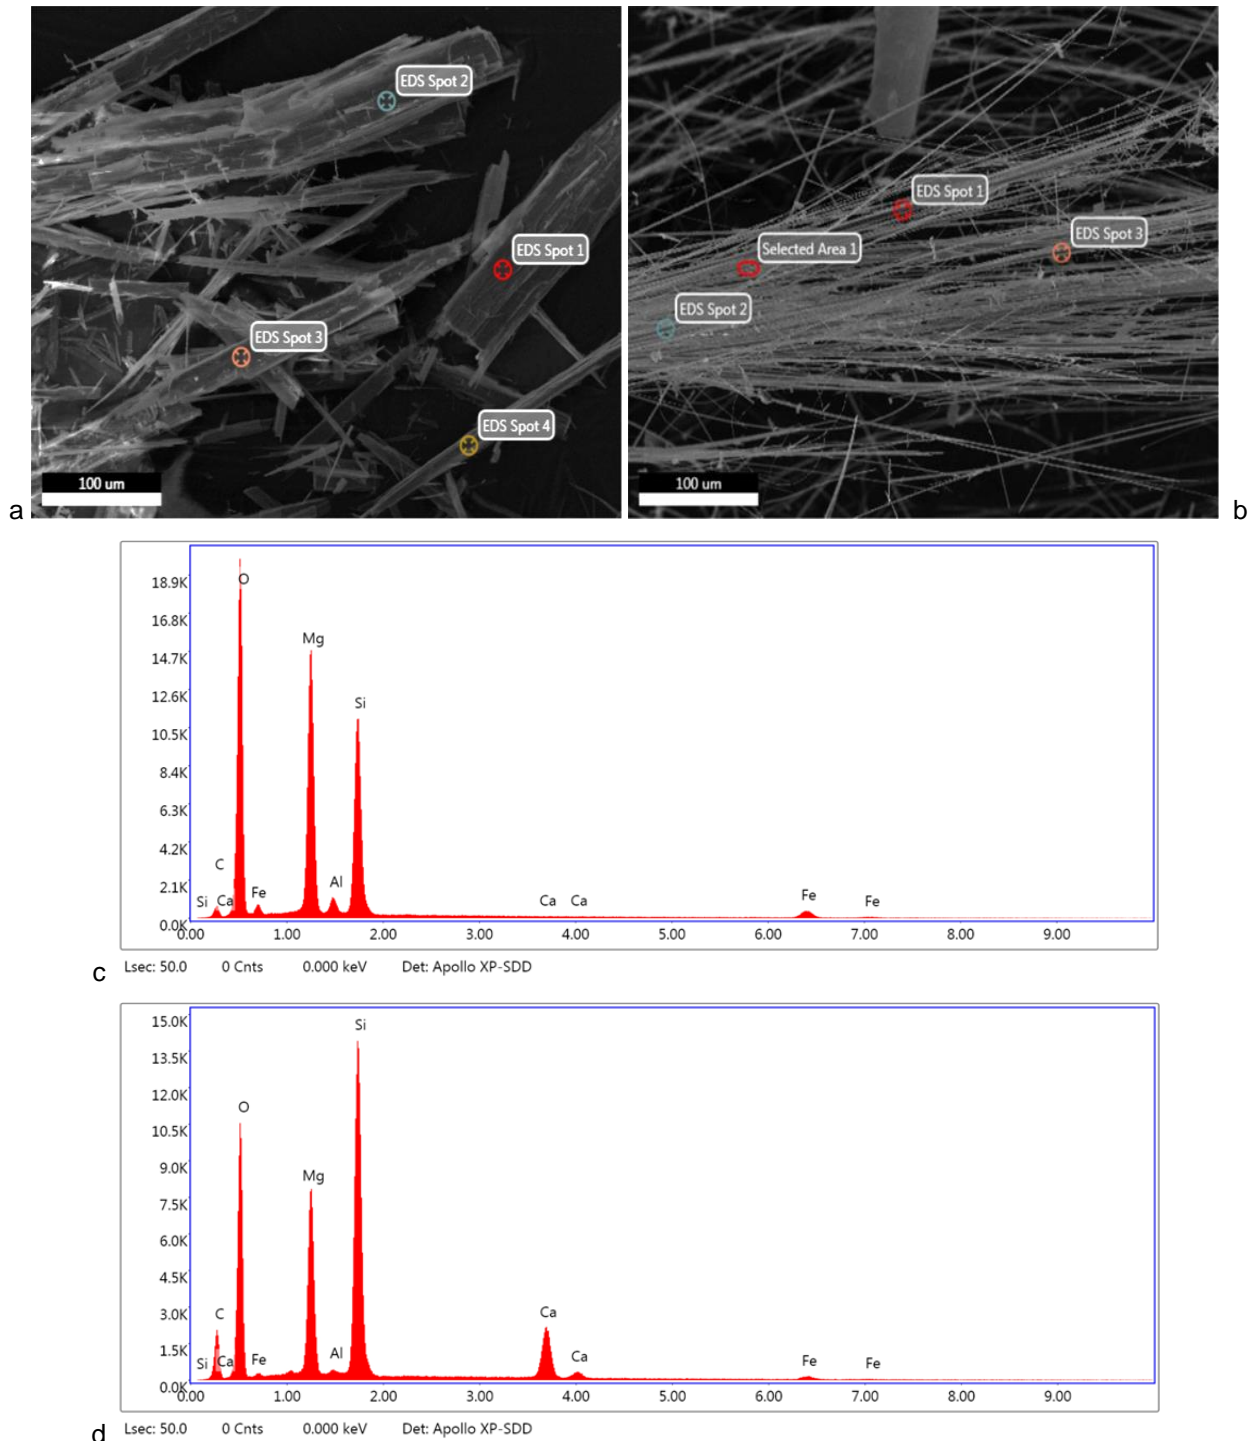 EDS Spot 2
EDS Spot 1
EDS Spot 3
EDS Spot 4
100 um
a
EDS Spot 1
EDS Spot 3
Selected Area 1
EDS Spot 2
100 um
b
18.9K
16.8K
14.7K
12.6K
10.5K
8.4K
6.3K
4.2K
2.1K
0.0K
O
Mg
Si
C
Si Ca Fe Al Ca Ca Fe Fe
0.00 1.00 2.00 3.00 4.00 5.00 6.00 7.00 8.00 9.00
c
Lsec: 50.0 0 Cnts 0.000 keV Det: Apollo XP-SDD
15.0K
13.5K
12.0K
10.5K
9.0K
7.5K
6.0K
4.5K
3.0K
1.5K
0.0K
Si
O
Mg
C Ca
Si Ca Fe Al Ca Fe Fe
0.00 1.00 2.00 3.00 4.00 5.00 6.00 7.00 8.00 9.00
d
Lsec: 50.0 0 Cnts 0.000 keV Det: Apollo XP-SDD